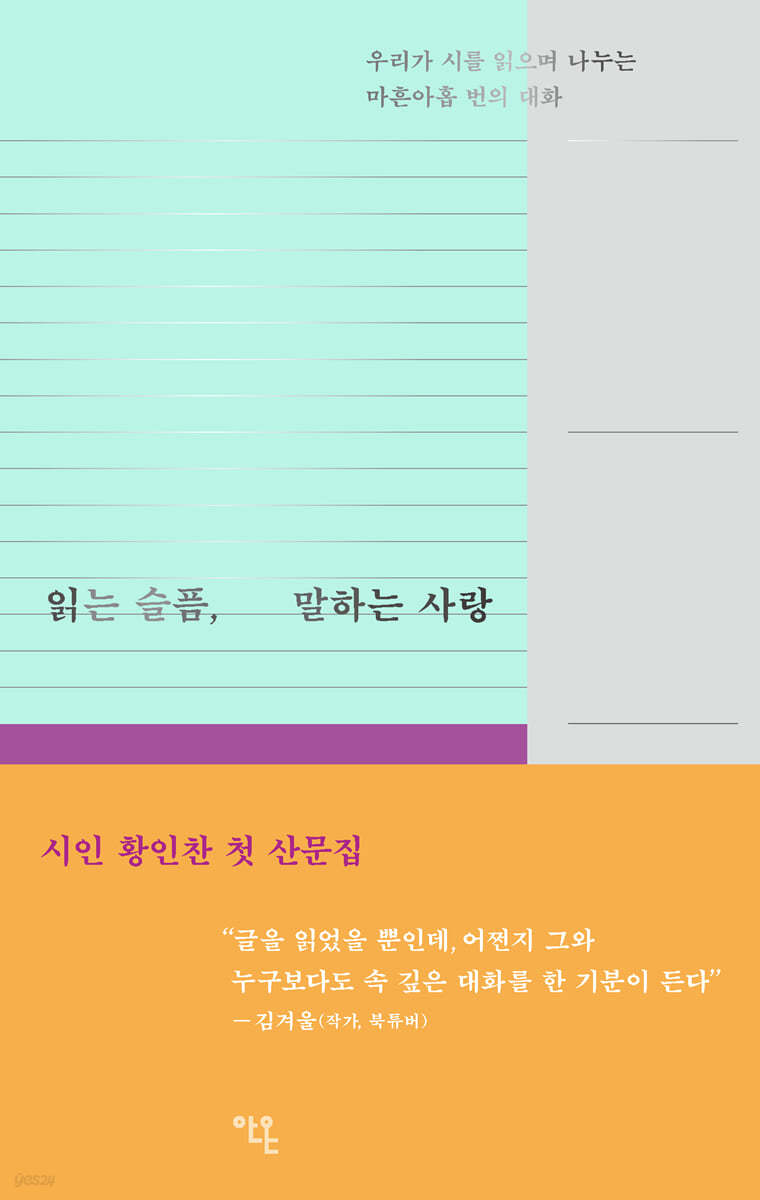 우리가 시를 읽으며 나누는
마흔아홉 번의 대화
읽는 슬픔, 말하는 사랑
시인 황인찬 첫 산문집
“글을 읽었을 뿐인데, 어쩐지 그와
누구보다도 속 깊은 대화를 한 기분이 든다”
— 김겨울(작가, 북튜버)
안온
yes24